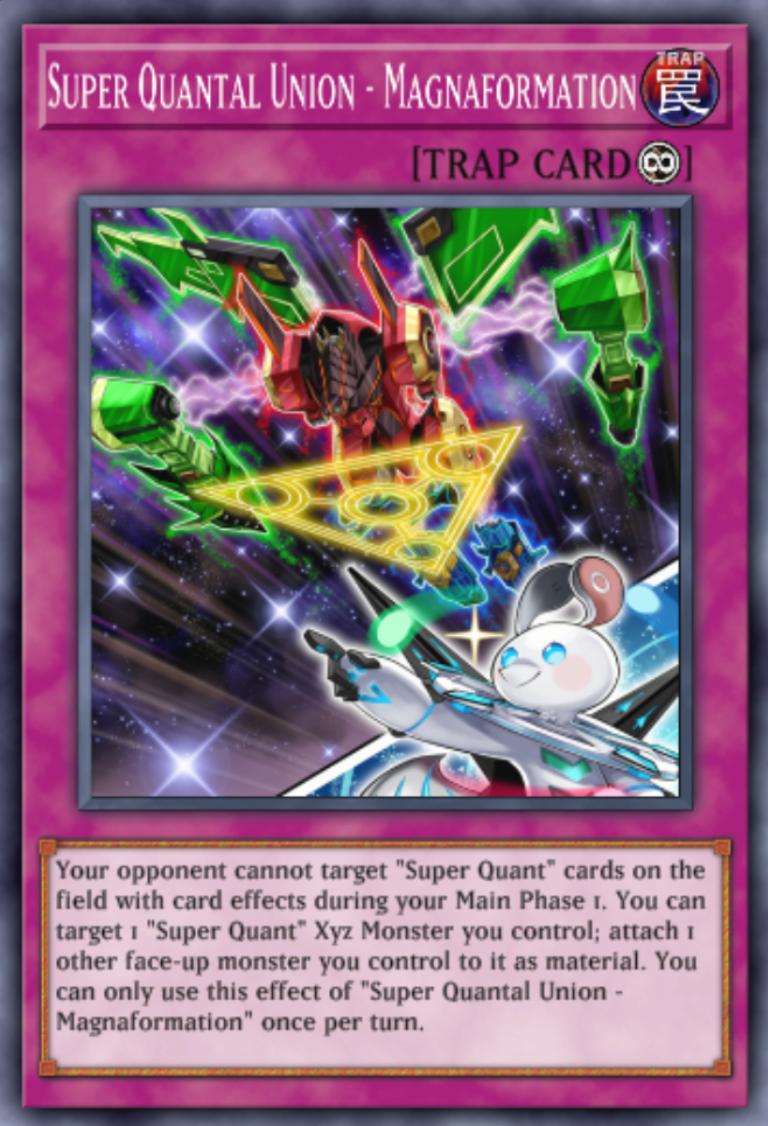 Super Quantal Union - Magnaformation
TRAP
罠
[TRAP CARD∞]
Your opponent cannot target "Super Quant" cards on the
field with card effects during your Main Phase 1. You can
target 1 "Super Quant" Xyz Monster you control; attach 1
other face-up monster you control to it as material. You
can only use this effect of "Super Quantal Union -
Magnaformation" once per turn.